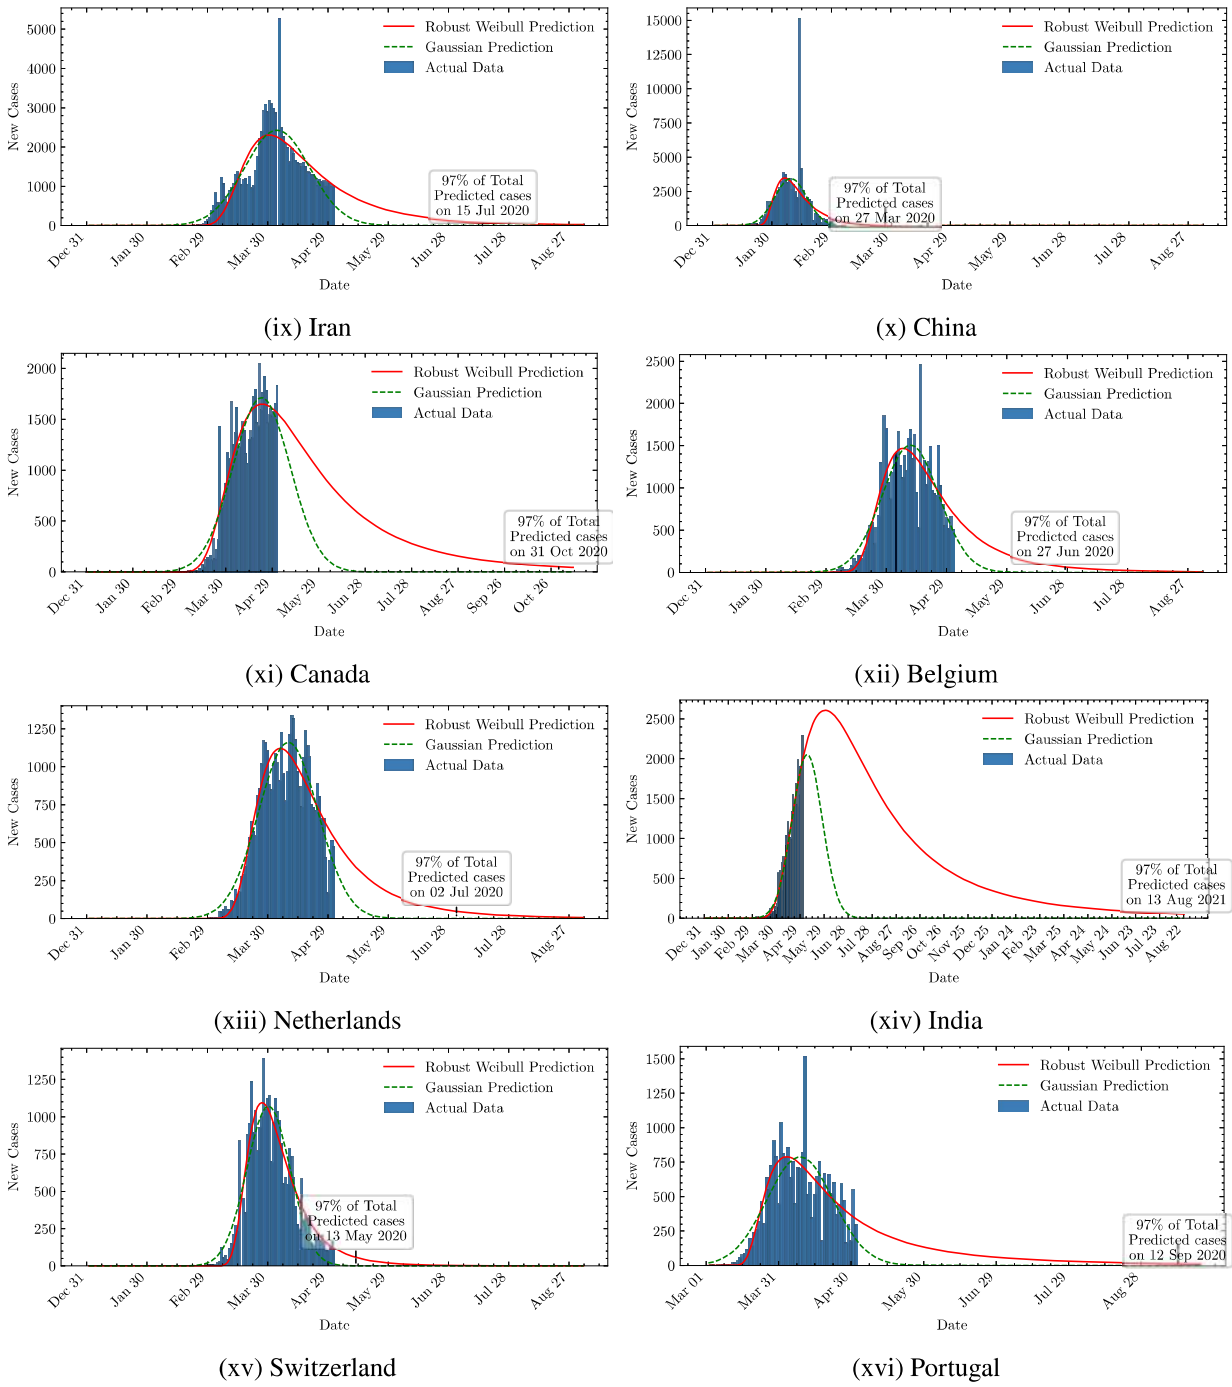 5000
4000
3000
2000
1000
0
New Cases
Robust Weibull Prediction
Gaussian Prediction
Actual Data
97% of Total
Predicted cases
on 15 Jul 2020
Dec 31
Jan 30
Feb 29
Mar 30
Apr 29
May 29
Jun 28
Jul 28
Aug 27
Date
(ix) Iran
15000
12500
10000
7500
5000
2500
0
New Cases
Robust Weibull Prediction
Gaussian Prediction
Actual Data
97% of Total
Predicted cases
on 27 Mar 2020
Dec 31
Jan 30
Feb 29
Mar 30
Apr 29
May 29
Jun 28
Jul 28
Aug 27
Date
(x) China
2000
1500
1000
500
0
New Cases
Robust Weibull Prediction
Gaussian Prediction
Actual Data
97% of Total
Predicted cases
on 31 Oct 2020
Dec 31
Jan 30
Feb 29
Mar 30
Apr 29
May 29
Jun 28
Jul 28
Aug 27
Sep 26
Oct 26
Date
(xi) Canada
2500
2000
1500
1000
500
0
New Cases
Robust Weibull Prediction
Gaussian Prediction
Actual Data
97% of Total
Predicted cases
on 27 Jun 2020
Dec 31
Jan 30
Feb 29
Mar 30
Apr 29
May 29
Jun 28
Jul 28
Aug 27
Date
(xii) Belgium
1250
1000
750
500
250
0
New Cases
Robust Weibull Prediction
Gaussian Prediction
Actual Data
97% of Total
Predicted cases
on 02 Jul 2020
Dec 31
Jan 30
Feb 29
Mar 30
Apr 29
May 29
Jun 28
Jul 28
Aug 27
Date
(xiii) Netherlands
2500
2000
1500
1000
500
0
New Cases
Robust Weibull Prediction
Gaussian Prediction
Actual Data
97% of Total
Predicted cases
on 13 Aug 2021
Dec 31
Jan 30
Feb 29
Mar 30
Apr 29
May 29
Jun 28
Jul 28
Aug 27
Sep 26
Oct 26
Nov 25
Dec 25
Jan 24
Feb 23
Mar 25
Apr 24
May 24
Jun 23
Jul 23
Aug 22
Date
(xiv) India
1250
1000
750
500
250
0
New Cases
Robust Weibull Prediction
Gaussian Prediction
Actual Data
97% of Total
Predicted cases
on 13 May 2020
Dec 31
Jan 30
Feb 29
Mar 30
Apr 29
May 29
Jun 28
Jul 28
Aug 27
Date
(xv) Switzerland
1500
1250
1000
750
500
250
0
New Cases
Robust Weibull Prediction
Gaussian Prediction
Actual Data
97% of Total
Predicted cases
on 12 Sep 2020
Mar 01
Mar 31
Apr 30
May 30
Jun 29
Jul 29
Aug 28
Date
(xvi) Portugal